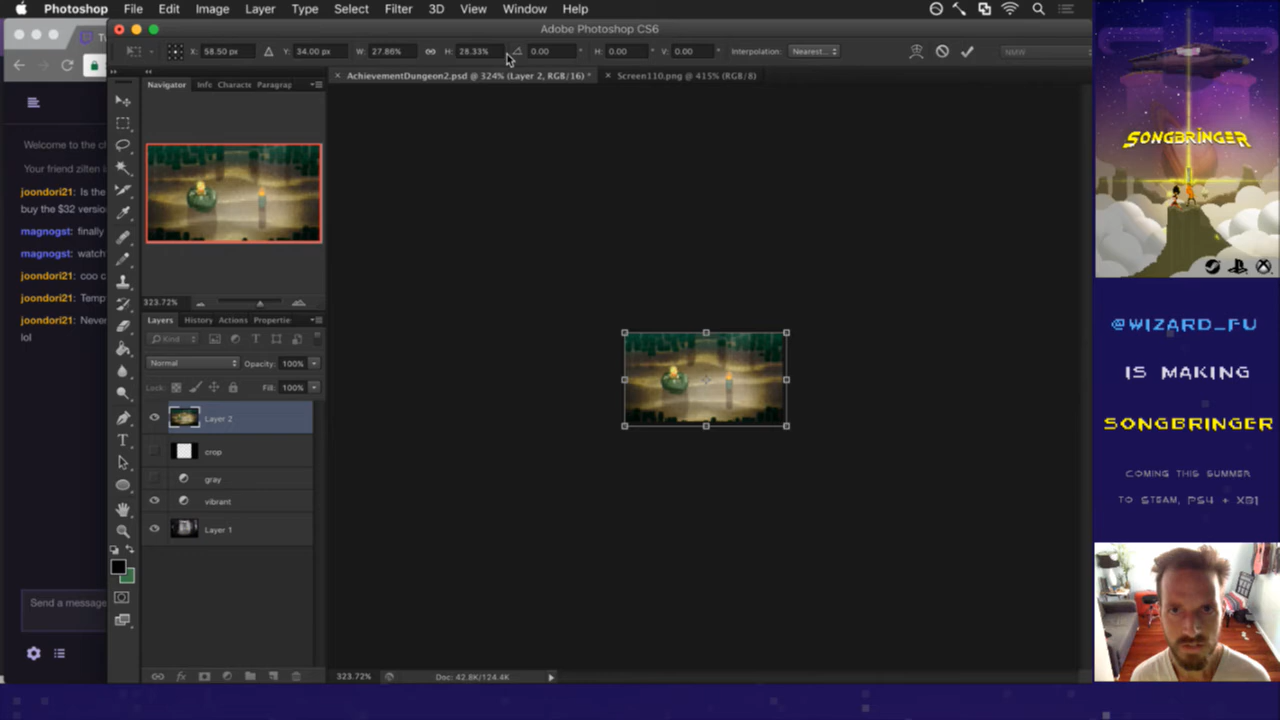 Photoshop File Edit Image Layer Type Select Filter 3D View Window Help
Adobe Photoshop CS6
X: 58.50 px Y: 34.00 px W: 27.86% H: 28.33% 0.00 ° H: 0.00 ° V: 0.00 ° Interpolation: Nearest...
AchievementDungeon2.psd @ 324% (Layer 2, RGB/16) * Screen110.png @ 415% (RGB/8)
Navigator Info Characte Paragrap
Welcome to the c
Your friend zilten i
joondori21: Is the
buy the $32 versio
magnogst: finally
magnogst: watch
joondori21: coo c
joondori21: Temp
joondori21: Neve
lol
Send a message
323.72%
Layers History Actions Propertie
Kind
Normal Opacity: 100%
Lock: Fill: 100%
Layer 2
crop
gray
vibrant
Layer 1
323.72% Doc: 42.8K/124.4K
SONGBRINGER
@WIZARD_FU
IS MAKING
SONGBRINGER
COMING THIS SUMMER
TO STEAM, PS4 + XB1